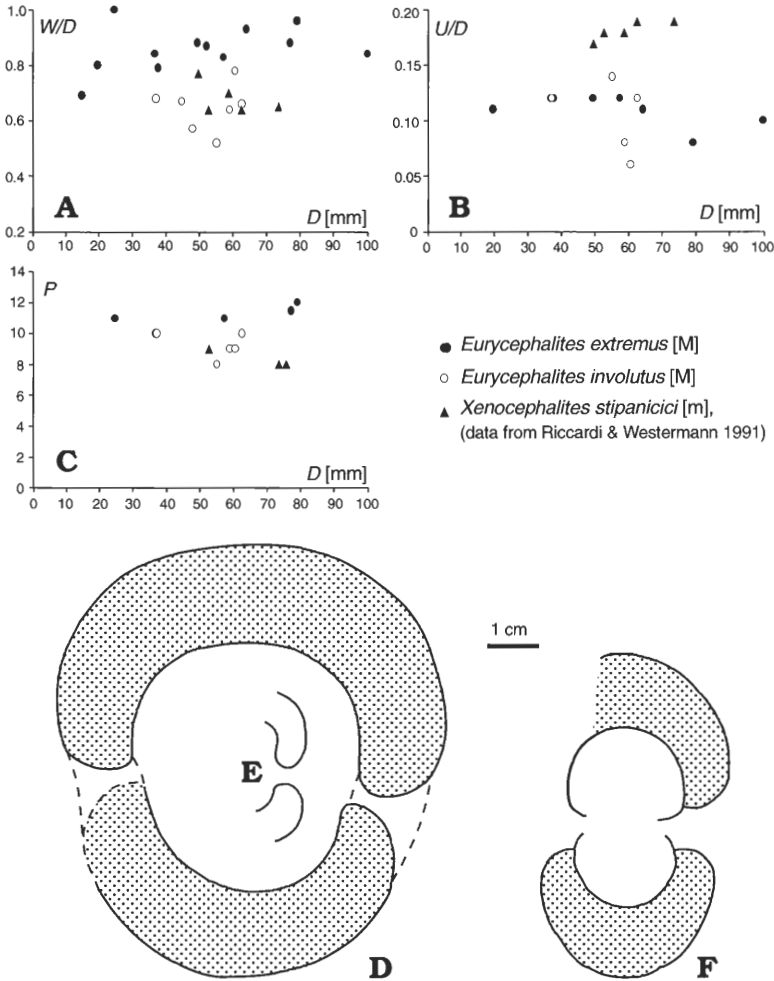 W/D
1.0
0.8
0.6
0.4
0.2
A
D [mm]
0 10 20 30 40 50 60 70 80 90 100
U/D
0.20
0.15
0.10
0.05
0
B
D [mm]
0 10 20 30 40 50 60 70 80 90 100
P
14
12
10
8
6
4
2
0
C
D [mm]
0 10 20 30 40 50 60 70 80 90 100
Eurycephalites extremus [M]
Eurycephalites involutus [M]
Xenocephalites stipanicici [m],
(data from Riccardi & Westermann 1991)
1 cm
E
D
F